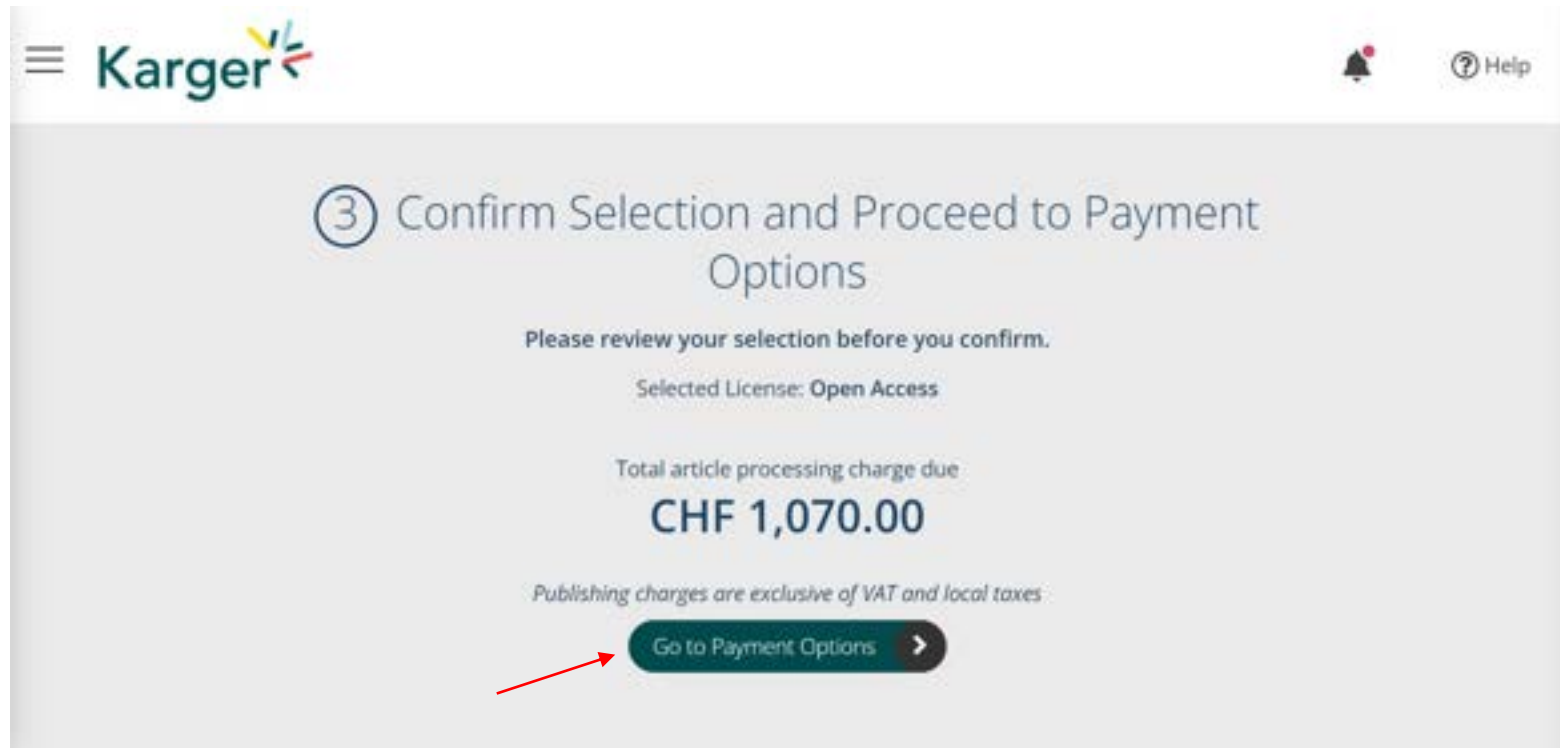 Karger
Help
3 Confirm Selection and Proceed to Payment
Options
Please review your selection before you confirm.
Selected License: Open Access
Total article processing charge due
CHF 1,070.00
Publishing charges are exclusive of VAT and local taxes
Go to Payment Options